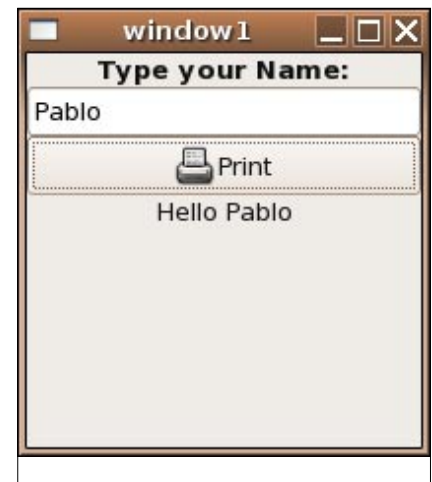 window1
Type your Name:
Pablo
Print
Hello Pablo